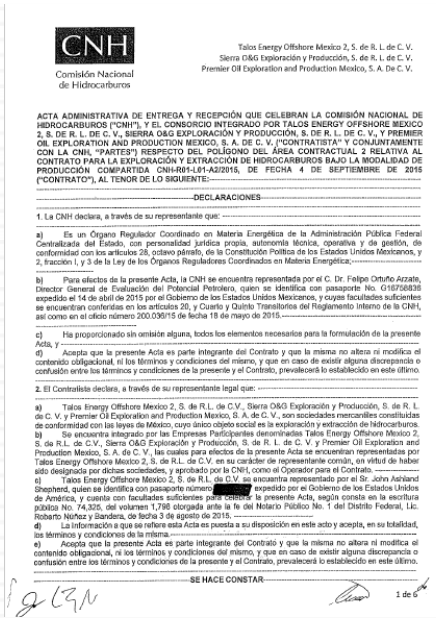 CNH
Comisión Nacional
de Hidrocarburos
Talos Energy Offshore Mexico 2, S. de R. L. de C. V.
Sierra O&G Exploración y Producción, S. de R. L. de C. V.
Premier Oil Exploration and Production Mexico, S. A. de C. V.
ACTA ADMINISTRATIVA DE ENTREGA Y RECEPCIÓN QUE CELEBRAN LA COMISIÓN NACIONAL DE
HIDROCARBUROS ("CNH"), Y EL CONSORCIO INTEGRADO POR TALOS ENERGY OFFSHORE MEXICO
2, S. DE R. L. DE C. V., SIERRA O&G EXPLORACIÓN Y PRODUCCIÓN, S. DE R. L. DE C. V., Y PREMIER
OIL EXPLORATION AND PRODUCTION MEXICO, S. A. DE C. V. ("CONTRATISTA" Y CONJUNTAMENTE
CON LA CNH, "PARTES") RESPECTO DEL POLÍGONO DEL ÁREA CONTRACTUAL 2 RELATIVA AL
CONTRATO PARA LA EXPLORACIÓN Y EXTRACCIÓN DE HIDROCARBUROS BAJO LA MODALIDAD DE
PRODUCCIÓN COMPARTIDA CNH-R01-L01-A2/2015, DE FECHA 4 DE SEPTIEMBRE DE 2015
("CONTRATO"), AL TENOR DE LO SIGUIENTE:
DECLARACIONES
1. La CNH declara, a través de su representante que:
a) Es un Órgano Regulador Coordinado en Materia Energética de la Administración Pública Federal
Centralizada del Estado, con personalidad jurídica propia, autonomía técnica, operativa y de gestión, de
conformidad con los artículos 28, octavo párrafo, de la Constitución Política de los Estados Unidos Mexicanos, y
2, fracción I, y 3 de la Ley de los Órganos Reguladores Coordinados en Materia Energética;
b) Para efectos de la presente Acta, la CNH se encuentra representada por el C. Dr. Felipe Ortuño Arzate,
Director General de Evaluación del Potencial Petrolero, quien se identifica con pasaporte No. G16758836
expedido el 14 de abril de 2015 por el Gobierno de los Estados Unidos Mexicanos, y cuyas facultades suficientes
se encuentran conferidas en los artículos 20, y Cuarto y Quinto Transitorios del Reglamento Interno de la CNH,
así como en el oficio número 200.036/15 de fecha 18 de mayo de 2015.
c) Ha proporcionado sin omisión alguna, todos los elementos necesarios para la formulación de la presente
Acta, y
d) Acepta que la presente Acta es parte integrante del Contrato y que la misma no altera ni modifica el
contenido obligacional, ni los términos y condiciones del mismo, y que en caso de existir alguna discrepancia o
confusión entre los términos y condiciones de la presente y el Contrato, prevalecerá lo establecido en este último.
2. El Contratista declara, a través de su representante legal que:
a) Talos Energy Offshore Mexico 2, S. de R.L. de C.V., Sierra O&G Exploración y Producción, S. de R. L.
de C. V. y Premier Oil Exploration and Production Mexico, S. A. de C. V., son sociedades mercantiles constituidas
de conformidad con las leyes de México, cuyo único objeto social es la exploración y extracción de hidrocarburos.
b) Se encuentra integrado por las Empresas Participantes denominadas Talos Energy Offshore Mexico 2,
S. de R.L. de C.V., Sierra O&G Exploración y Producción, S. de R. L. de C. V. y Premier Oil Exploration and
Production Mexico, S. A. de C. V., las cuales para efectos de la presente Acta se encuentran representadas por
Talos Energy Offshore Mexico 2, S. de R.L. de C.V., en su carácter de representante común, en virtud de haber
sido designada por dichas sociedades, y aprobado por la CNH, como el Operador para el Contrato.
c) Talos Energy Offshore Mexico 2, S. de R.L. de C.V. se encuentra representada por el Sr. John Ashland
Shepherd, quien se identifica con pasaporte número expedido por el Gobierno de los Estados Unidos
de América, y cuenta con facultades suficientes para celebrar la presente Acta, según consta en la escritura
pública No. 74,325, del volumen 1,798 otorgada ante la fe del Notario Público No. 1 del Distrito Federal, Lic.
Roberto Núñez y Bandera, de fecha 3 de agosto de 2015.
d) La información a que se refiere esta Acta es puesta a su disposición en este acto y acepta, en su totalidad,
los términos y condiciones de la misma.
e) Acepta que la presente Acta es parte integrante del Contrato y que la misma no altera ni modifica el
contenido obligacional, ni los términos y condiciones del mismo, y que en caso de existir alguna discrepancia o
confusión entre los términos y condiciones de la presente y el Contrato, prevalecerá lo establecido en este último.
SE HACE CONSTAR
1 de 6